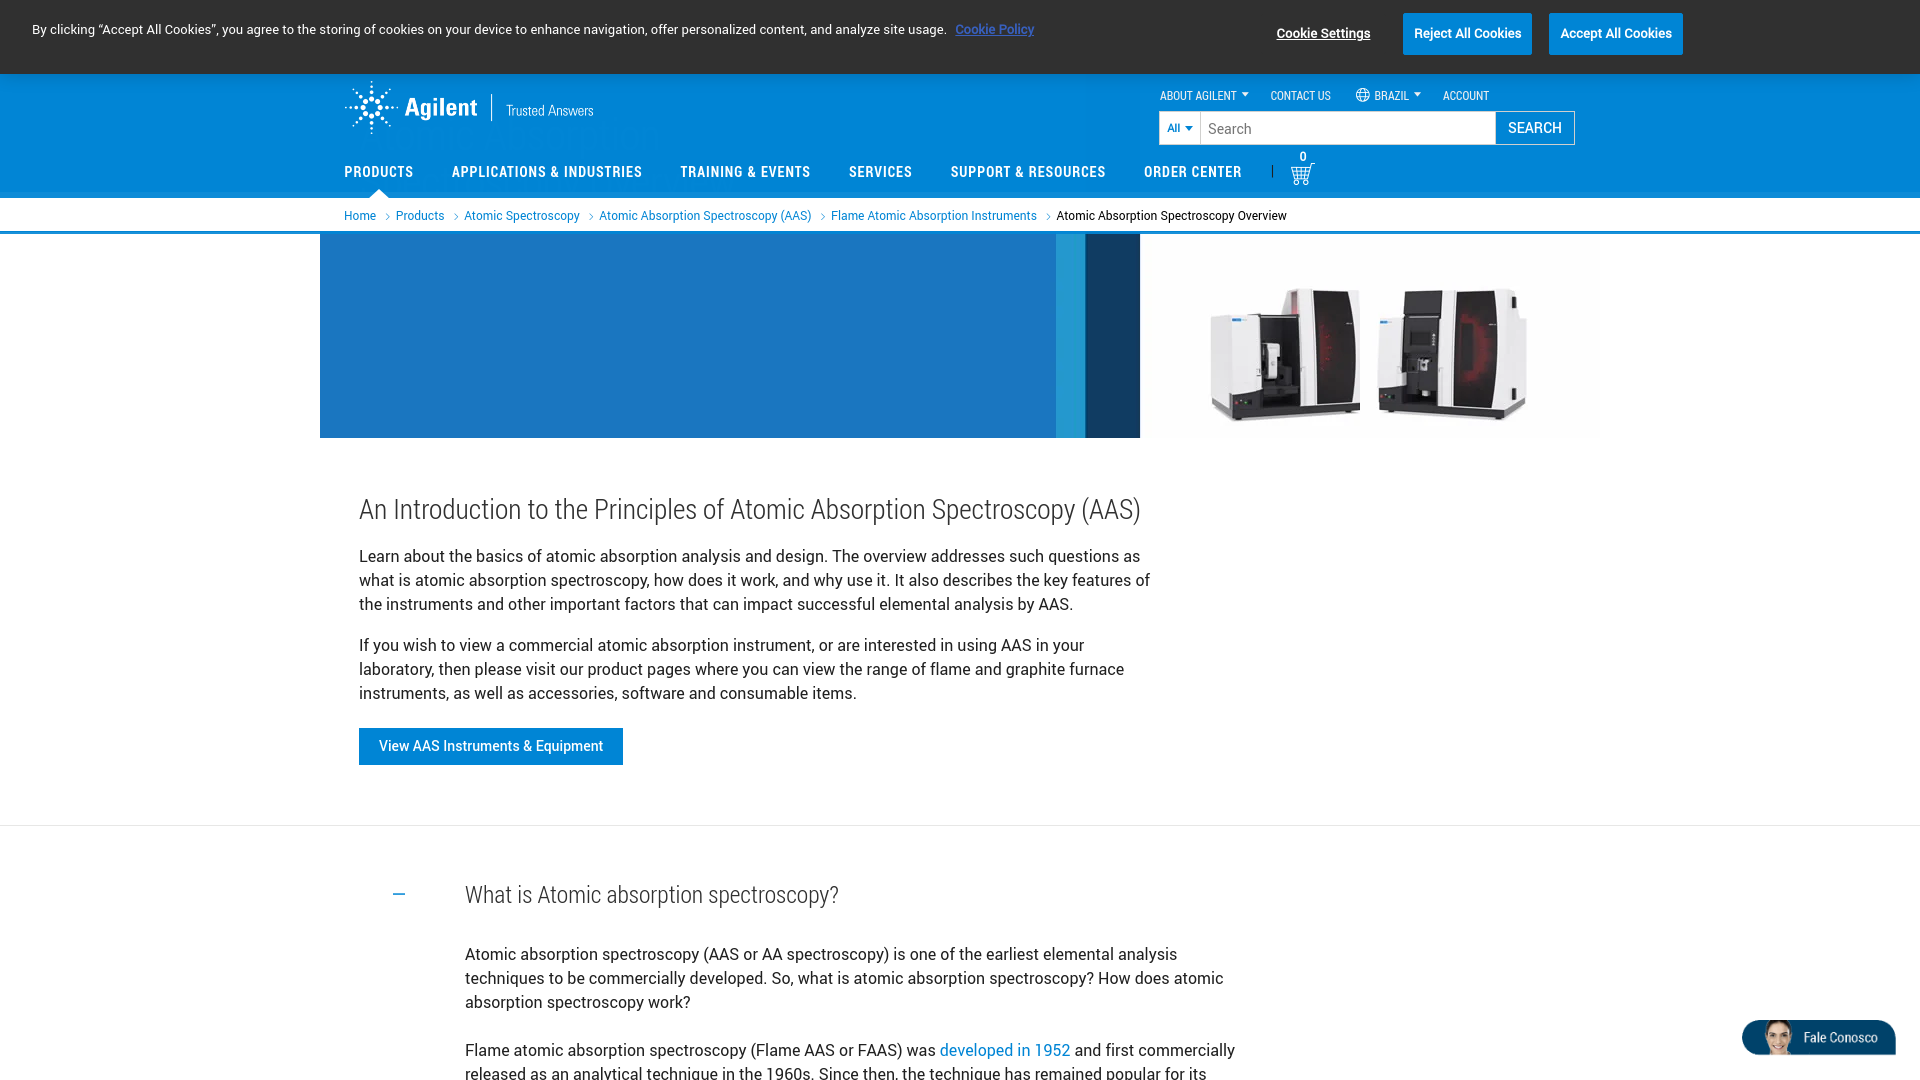 By clicking “Accept All Cookies”, you agree to the storing of cookies on your device to enhance navigation, offer personalized content, and analyze site usage. Cookie Policy
Cookie Settings
Reject All Cookies
Accept All Cookies
Agilent | Trusted Answers
ABOUT AGILENT
CONTACT US
BRAZIL
ACCOUNT
All
Search
SEARCH
PRODUCTS
APPLICATIONS & INDUSTRIES
TRAINING & EVENTS
SERVICES
SUPPORT & RESOURCES
ORDER CENTER
0
Home > Products > Atomic Spectroscopy > Atomic Absorption Spectroscopy (AAS) > Flame Atomic Absorption Instruments > Atomic Absorption Spectroscopy Overview
An Introduction to the Principles of Atomic Absorption Spectroscopy (AAS)
Learn about the basics of atomic absorption analysis and design. The overview addresses such questions as
what is atomic absorption spectroscopy, how does it work, and why use it. It also describes the key features of
the instruments and other important factors that can impact successful elemental analysis by AAS.
If you wish to view a commercial atomic absorption instrument, or are interested in using AAS in your
laboratory, then please visit our product pages where you can view the range of flame and graphite furnace
instruments, as well as accessories, software and consumable items.
View AAS Instruments & Equipment
What is Atomic absorption spectroscopy?
Atomic absorption spectroscopy (AAS or AA spectroscopy) is one of the earliest elemental analysis
techniques to be commercially developed. So, what is atomic absorption spectroscopy? How does atomic
absorption spectroscopy work?
Flame atomic absorption spectroscopy (Flame AAS or FAAS) was developed in 1952 and first commercially
released as an analytical technique in the 1960s. Since then, the technique has remained popular for its
Fale Conosco